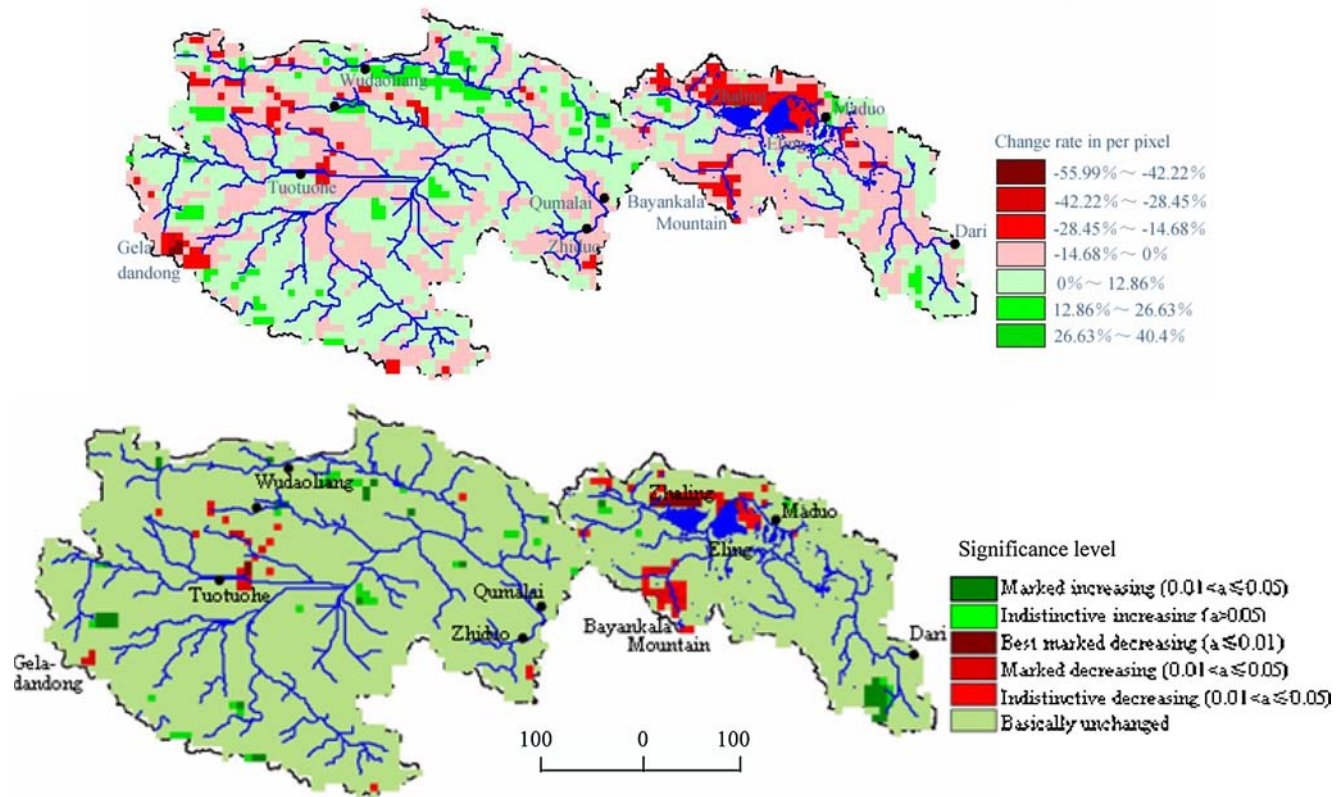 Wudaoliang
Zhaling
Maduo
Eling
Tuotuohe
Qumalai
Bayankala
Mountain
Zhiduo
Gela
dandong
Dari
Change rate in per pixel
-55.99%～ -42.22%
-42.22%～ -28.45%
-28.45%～ -14.68%
-14.68%～ 0%
0%～ 12.86%
12.86%～ 26.63%
26.63%～ 40.4%
Wudaoliang
Zhaling
Maduo
Eling
Tuotuohe
Qumalai
Zhiduo
Bayankala
Mountain
Gela-
dandong
Dari
Significance level
Marked increasing (0.01<a≤0.05)
Indistinctive increasing (a>0.05)
Best marked decreasing (a≤0.01)
Marked decreasing (0.01<a≤0.05)
Indistinctive decreasing (0.01<a≤0.05)
Basically unchanged
100 0 100